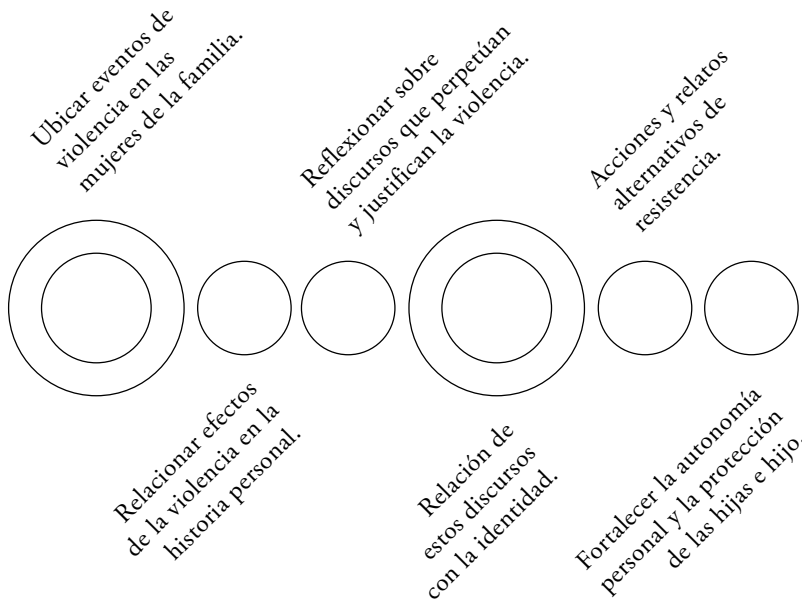 Ubicar eventos de
violencia en las
mujeres de la familia.
Relacionar efectos
de la violencia en la
historia personal.
Reflexionar sobre
discursos que perpetúan
y justifican la violencia.
Relación de
estos discursos
con la identidad.
Acciones y relatos
alternativos de
resistencia.
Fortalecer la autonomía
personal y la protección
de las hijas e hijo.